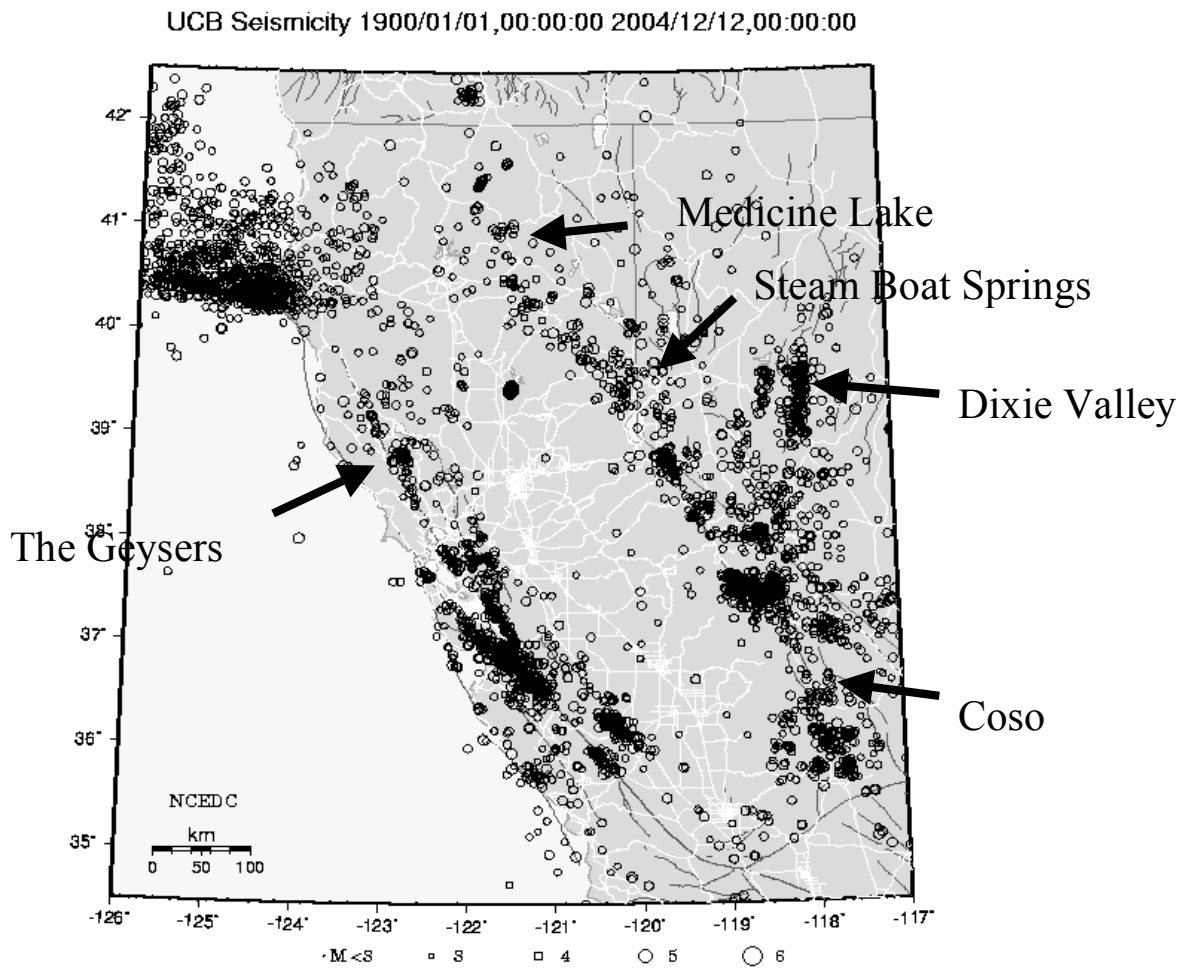 UCB Seismicity 1900/01/01,00:00:00 2004/12/12,00:00:00
42°
41°
Medicine Lake
Steam Boat Springs
40°
Dixie Valley
39°
The Geysers
38°
37°
Coso
36°
NCEDC
km
35°
0 50 100
-126° -125° -124° -123° -122° -121° -120° -119° -118° -117°
· M<3 3 4 5 6